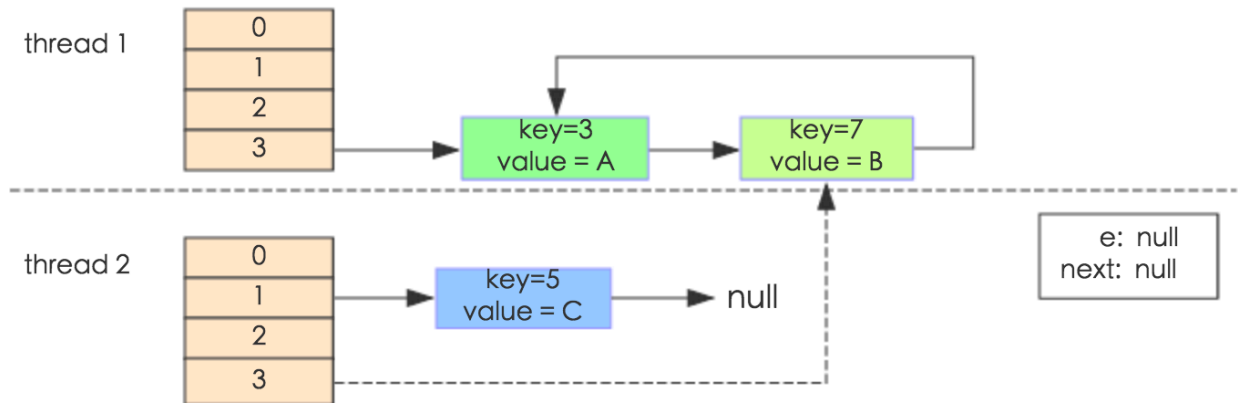 thread 1
0
1
2
3
key=3
value = A
key=7
value = B
thread 2
0
1
2
3
key=5
value = C
null
e: null
next: null